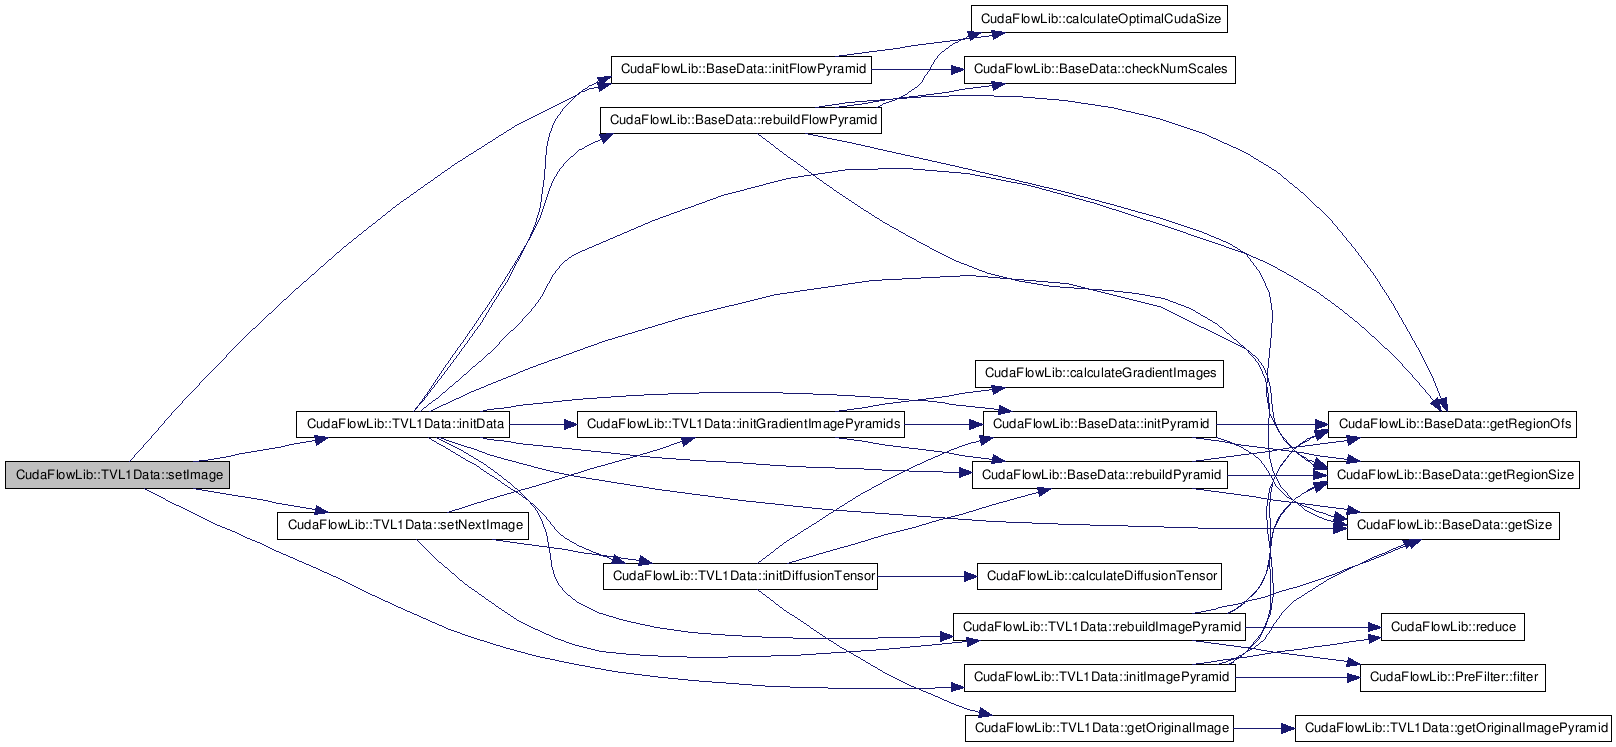 CudaFlowLib::calculateOptimalCudaSize
CudaFlowLib::BaseData::initFlowPyramid
CudaFlowLib::BaseData::checkNumScales
CudaFlowLib::BaseData::rebuildFlowPyramid
CudaFlowLib::calculateGradientImages
CudaFlowLib::TVL1Data::initData
CudaFlowLib::TVL1Data::initGradientImagePyramids
CudaFlowLib::BaseData::initPyramid
CudaFlowLib::BaseData::getRegionOfs
CudaFlowLib::TVL1Data::setImage
CudaFlowLib::BaseData::rebuildPyramid
CudaFlowLib::BaseData::getRegionSize
CudaFlowLib::TVL1Data::setNextImage
CudaFlowLib::BaseData::getSize
CudaFlowLib::TVL1Data::initDiffusionTensor
CudaFlowLib::calculateDiffusionTensor
CudaFlowLib::TVL1Data::rebuildImagePyramid
CudaFlowLib::reduce
CudaFlowLib::TVL1Data::initImagePyramid
CudaFlowLib::PreFilter::filter
CudaFlowLib::TVL1Data::getOriginalImage
CudaFlowLib::TVL1Data::getOriginalImagePyramid